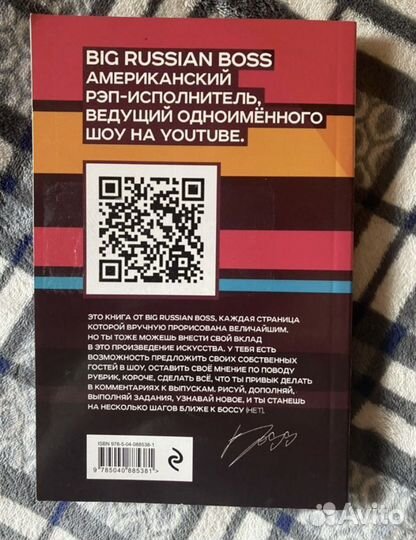 BIG RUSSIAN BOSS
АМЕРИКАНСКИЙ
РЭП-ИСПОЛНИТЕЛЬ,
ВЕДУЩИЙ ОДНОИМЁННОГО
ШОУ НА YOUTUBE.
ЭТО КНИГА ОТ BIG RUSSIAN BOSS, КАЖДАЯ СТРАНИЦА
КОТОРОЙ ВРУЧНУЮ ПРОРИСОВАНА ВЕЛИЧАЙШИМ.
НО ТЫ ТОЖЕ МОЖЕШЬ ВНЕСТИ СВОЙ ВКЛАД
В ЭТО ПРОИЗВЕДЕНИЕ ИСКУССТВА. У ТЕБЯ ЕСТЬ
ВОЗМОЖНОСТЬ ПРЕДЛОЖИТЬ СВОИХ СОБСТВЕННЫХ
ГОСТЕЙ В ШОУ, ОСТАВИТЬ СВОЁ МНЕНИЕ ПО ПОВОДУ
РУБРИК, КОРОЧЕ, СДЕЛАТЬ ВСЁ, ЧТО ТЫ ПРИВЫК ДЕЛАТЬ
В КОММЕНТАРИЯХ К ВЫПУСКАМ. РИСУЙ, ДОПОЛНЯЙ,
ВЫПОЛНЯЙ ЗАДАНИЯ, УЗНАВАЙ НОВОЕ, И ТЫ СТАНЕШЬ
НА НЕСКОЛЬКО ШАГОВ БЛИЖЕ К БОССУ (НЕТ).
ISBN 978-5-04-088538-1
9 785040 885381 >
Avito